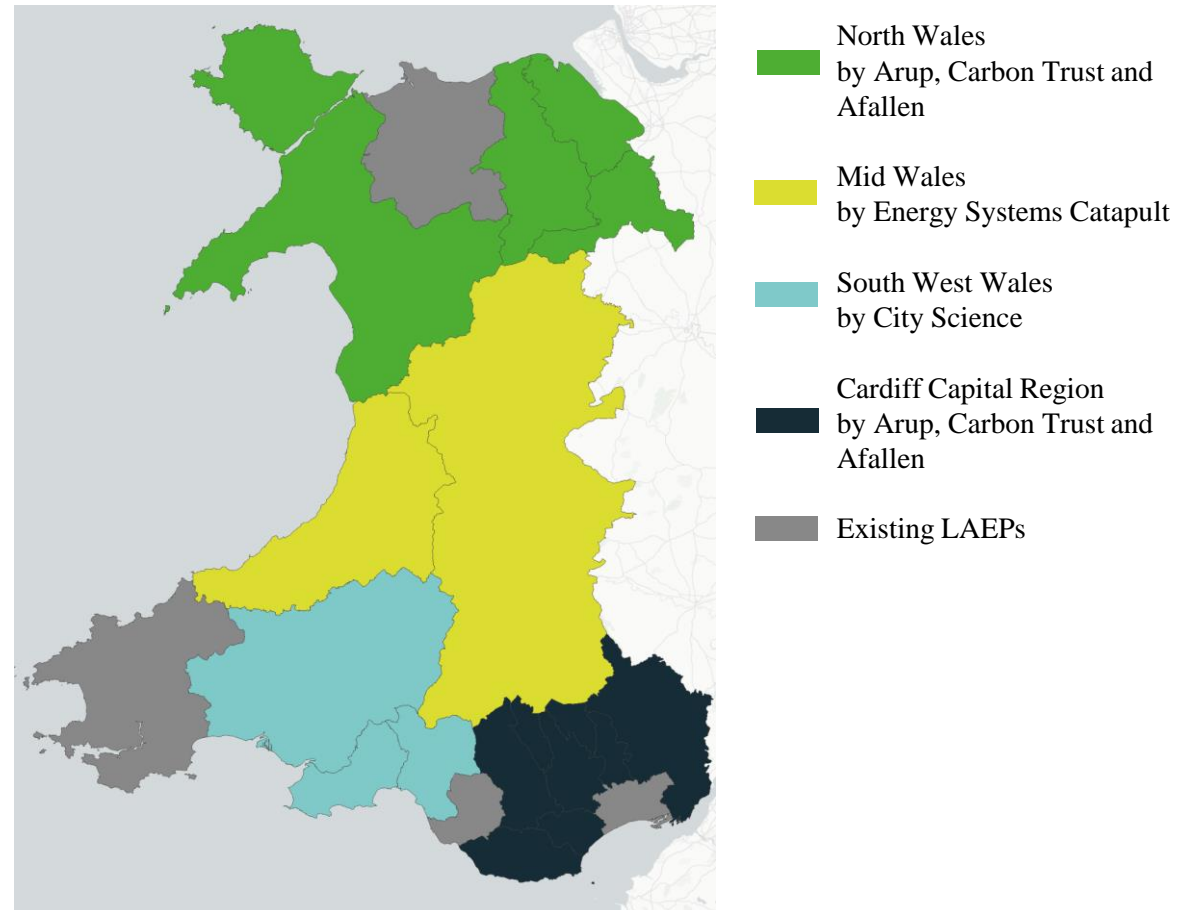 North Wales
by Arup, Carbon Trust and
Afallen
Mid Wales
by Energy Systems Catapult
South West Wales
by City Science
Cardiff Capital Region
by Arup, Carbon Trust and
Afallen
Existing LAEPs